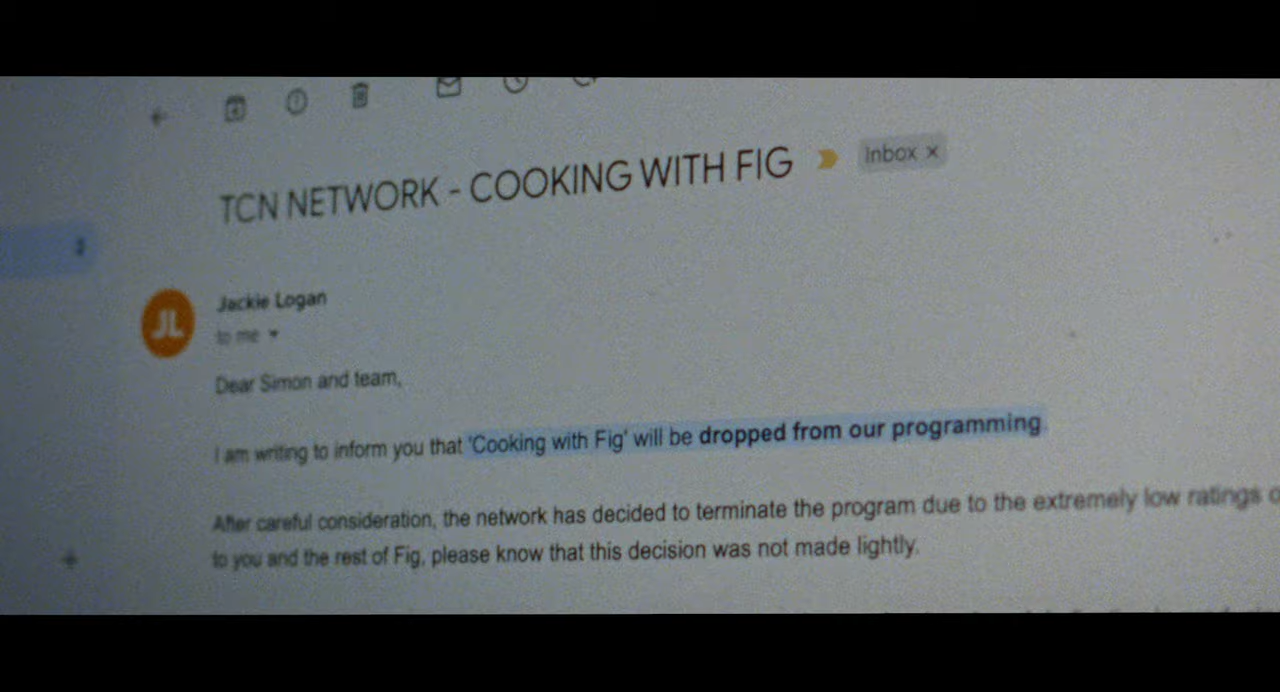 TCN NETWORK - COOKING WITH FIG
Inbox ×
JL
Jackie Logan
to me
Dear Simon and team,
I am writing to inform you that 'Cooking with Fig' will be dropped from our programming.
After careful consideration, the network has decided to terminate the program due to the extremely low ratings
to you and the rest of Fig, please know that this decision was not made lightly.